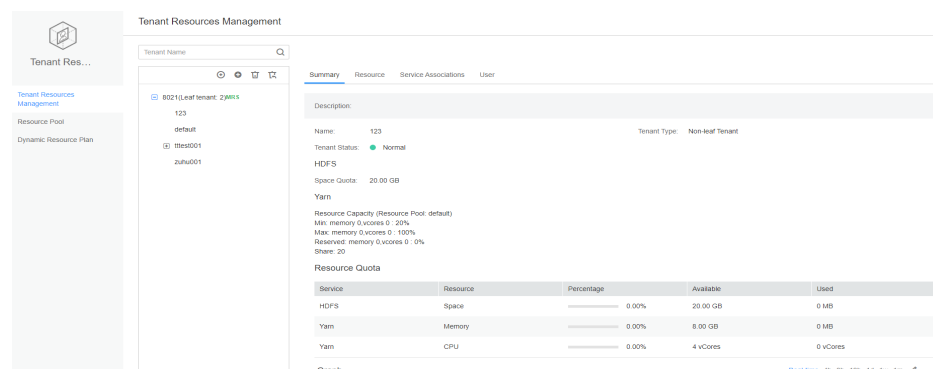 Tenant Resources Management
Tenant Res...
Tenant Resources
Management
Resource Pool
Dynamic Resource Plan
Tenant Name
8021(Leaf tenant: 2)MRS
123
default
tttest001
zuhu001
Summary Resource Service Associations User
Description:
Name: 123 Tenant Type: Non-leaf Tenant
Tenant Status: Normal
HDFS
Space Quota: 20.00 GB
Yarn
Resource Capacity (Resource Pool: default)
Min: memory 0,vcores 0 : 20%
Max: memory 0,vcores 0 : 100%
Reserved: memory 0,vcores 0 : 0%
Share: 20
Resource Quota
Service Resource Percentage Available Used
HDFS Space 0.00% 20.00 GB 0 MB
Yarn Memory 0.00% 8.00 GB 0 MB
Yarn CPU 0.00% 4 vCores 0 vCores